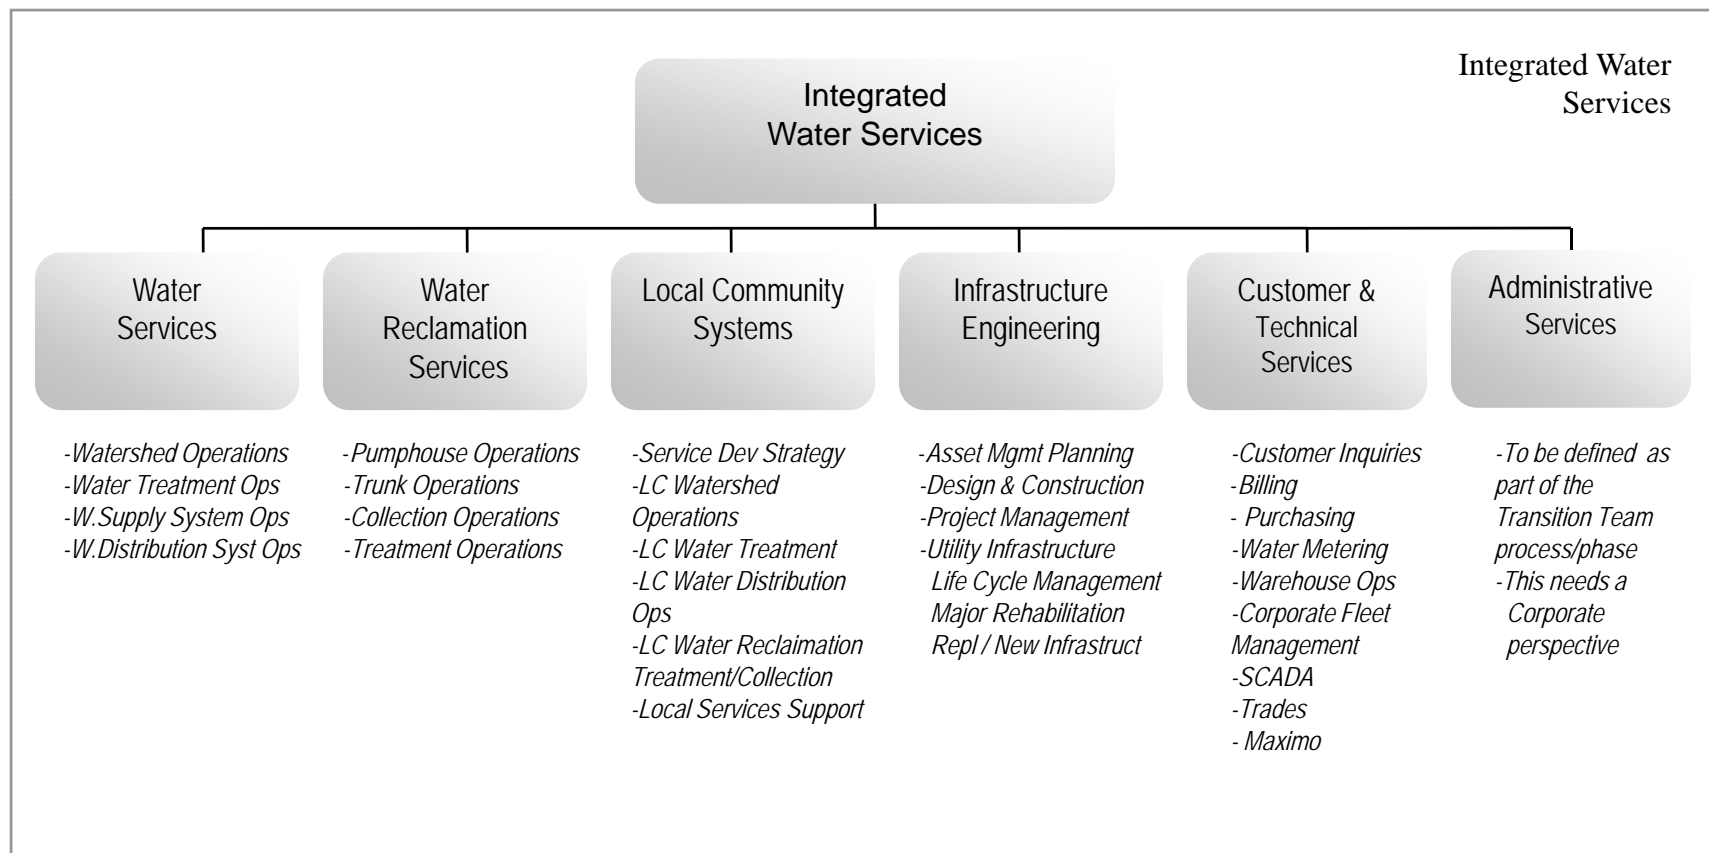 Integrated Water
Services
Integrated
Water Services
Water
Services
-Watershed Operations
-Water Treatment Ops
-W.Supply System Ops
-W.Distribution Syst Ops
Water
Reclamation
Services
-Pumphouse Operations
-Trunk Operations
-Collection Operations
-Treatment Operations
Local Community
Systems
-Service Dev Strategy
-LC Watershed
Operations
-LC Water Treatment
-LC Water Distribution
Ops
-LC Water Reclaimation
Treatment/Collection
-Local Services Support
Infrastructure
Engineering
-Asset Mgmt Planning
-Design & Construction
-Project Management
-Utility Infrastructure
Life Cycle Management
Major Rehabilitation
Repl / New Infrastruct
Customer &
Technical
Services
-Customer Inquiries
-Billing
- Purchasing
-Water Metering
-Warehouse Ops
-Corporate Fleet
Management
-SCADA
-Trades
- Maximo
Administrative
Services
-To be defined as
part of the
Transition Team
process/phase
-This needs a
Corporate
perspective